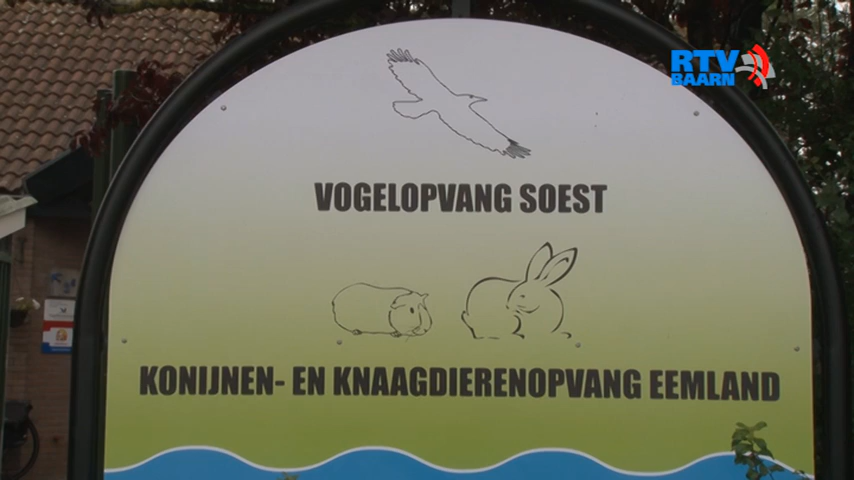 RTV
BAARN
VOGELOPVANG SOEST
KONIJNEN- EN KNAAGDIERENOPVANG EEMLAND